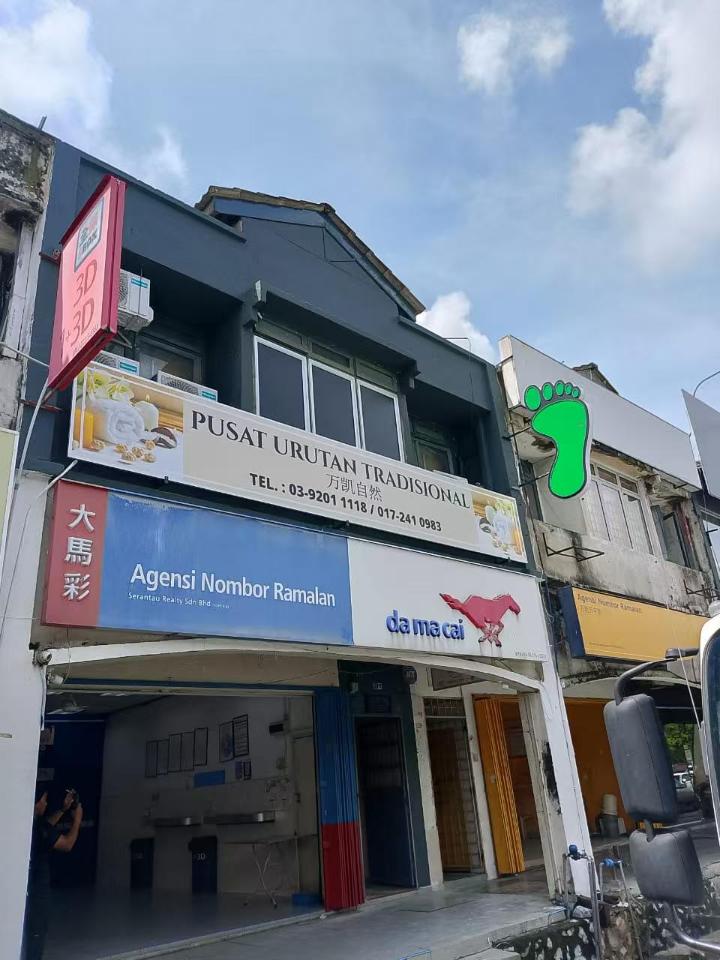 3D
+3D
PUSAT URUTAN TRADISIONAL
万凯自然
TEL. : 03-9201 1118 / 017-241 0983
大馬彩
Agensi Nombor Ramalan
Serantau Realty Sdn Bhd
da ma cai
Agensi Nombor Ramalan
3D